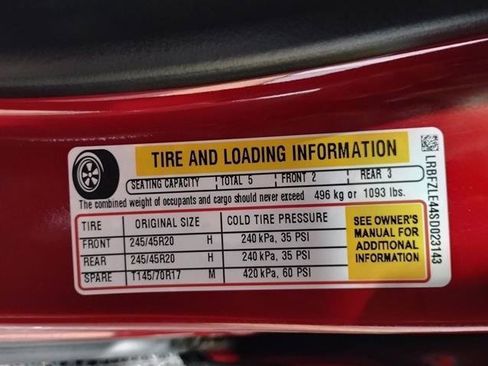 TIRE AND LOADING INFORMATION
SEATING CAPACITY TOTAL 5 FRONT 2 REAR 3
The combined weight of occupants and cargo should never exceed 496 kg or 1093 lbs.
TIRE ORIGINAL SIZE COLD TIRE PRESSURE
FRONT 245/45R20 H 240 kPa, 35 PSI
REAR 245/45R20 H 240 kPa, 35 PSI
SPARE T145/70R17 M 420 kPa, 60 PSI
SEE OWNER'S
MANUAL FOR
ADDITIONAL
INFORMATION
LRBFZLE44SD023143